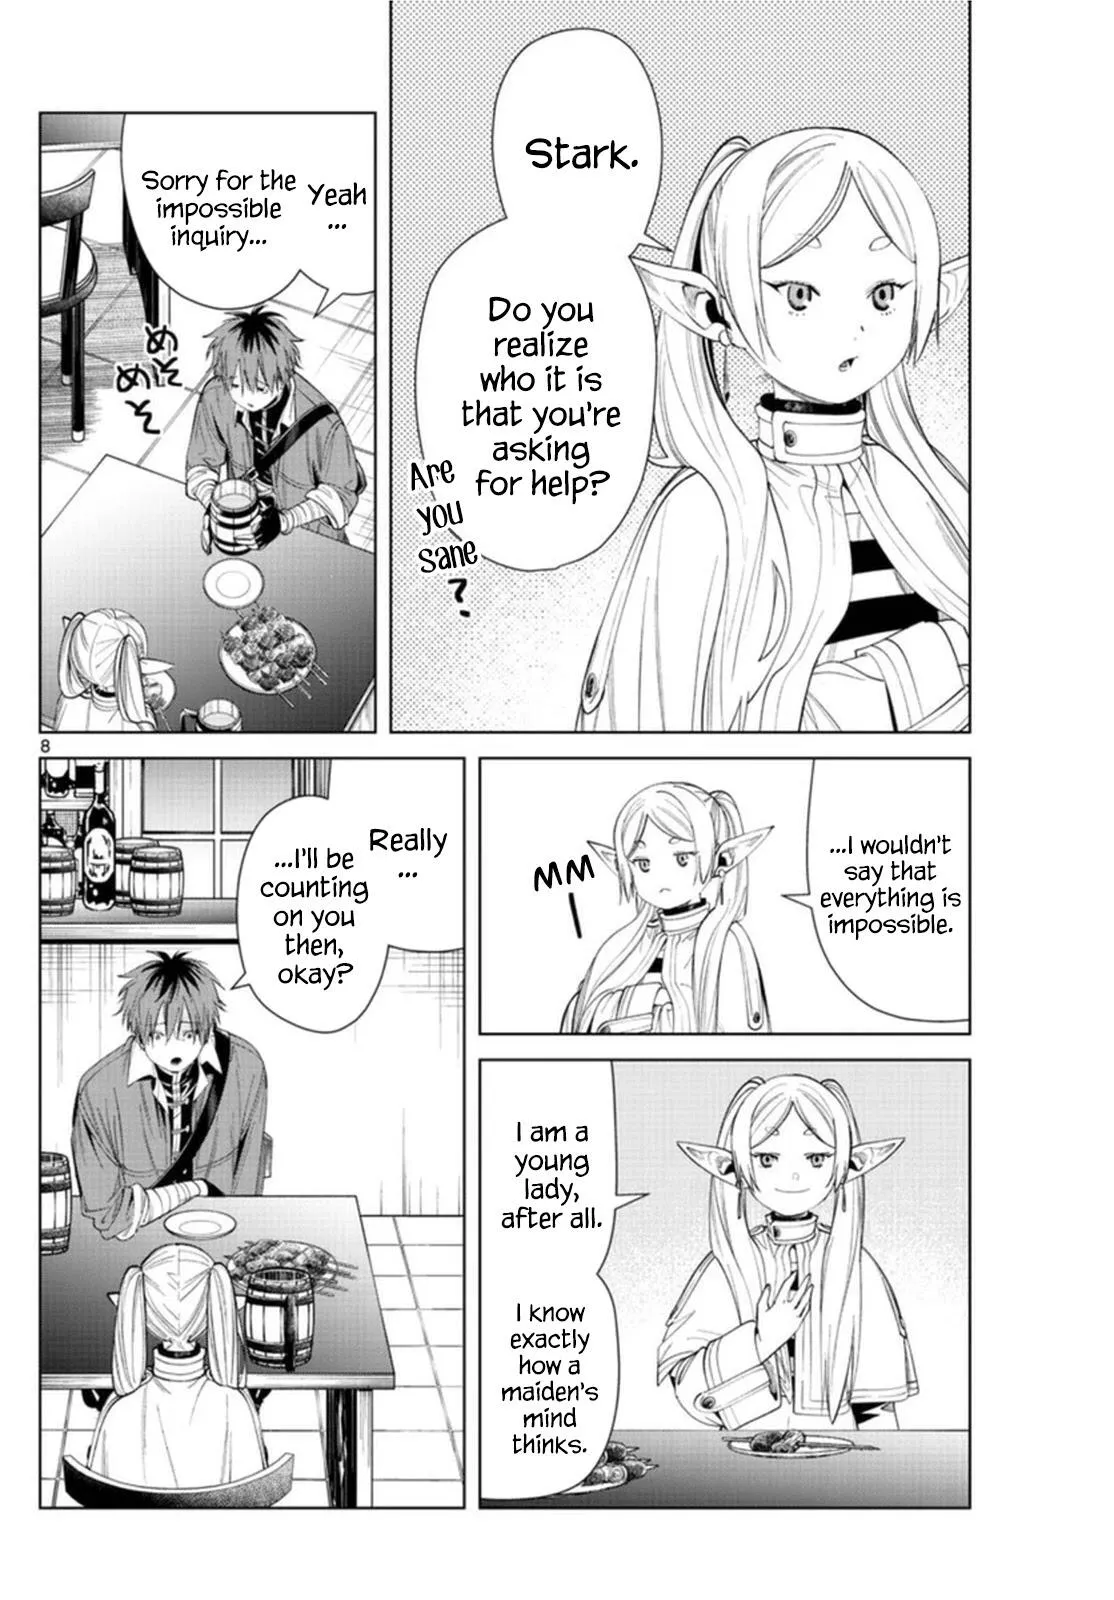 Stark.
Do you
realize
who it is
that you're
asking
for help?
Are
you
sane
?
Yeah
...
Sorry for the
impossible
inquiry...
めそ
めそ
8
...I wouldn't
say that
everything is
impossible.
MM
I am a
young
lady,
after all.
I know
exactly
how a
maiden's
mind
thinks.
Really
...
...I'll be
counting
on you
then,
okay?